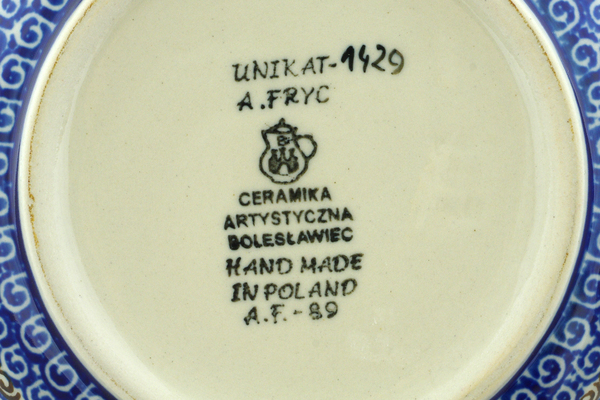 UNIKAT-1429
A.FRYC
CERAMIKA
ARTYSTYCZNA
BOLESŁAWIEC
HAND MADE
IN POLAND
A.F.-89